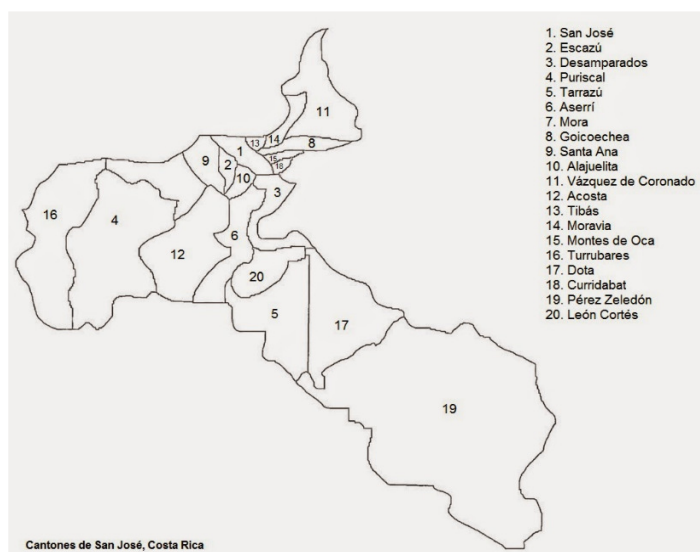 1. San José
2. Escazú
3. Desamparados
4. Puriscal
5. Tarrazú
6. Aserrí
7. Mora
8. Goicoechea
9. Santa Ana
10. Alajuelita
11. Vázquez de Coronado
12. Acosta
13. Tibás
14. Moravia
15. Montes de Oca
16. Turrubares
17. Dota
18. Curridabat
19. Pérez Zeledón
20. León Cortés
11
13
14
8
1
15
18
9
2
10
3
16
4
6
12
20
5
17
19
Cantones de San José, Costa Rica